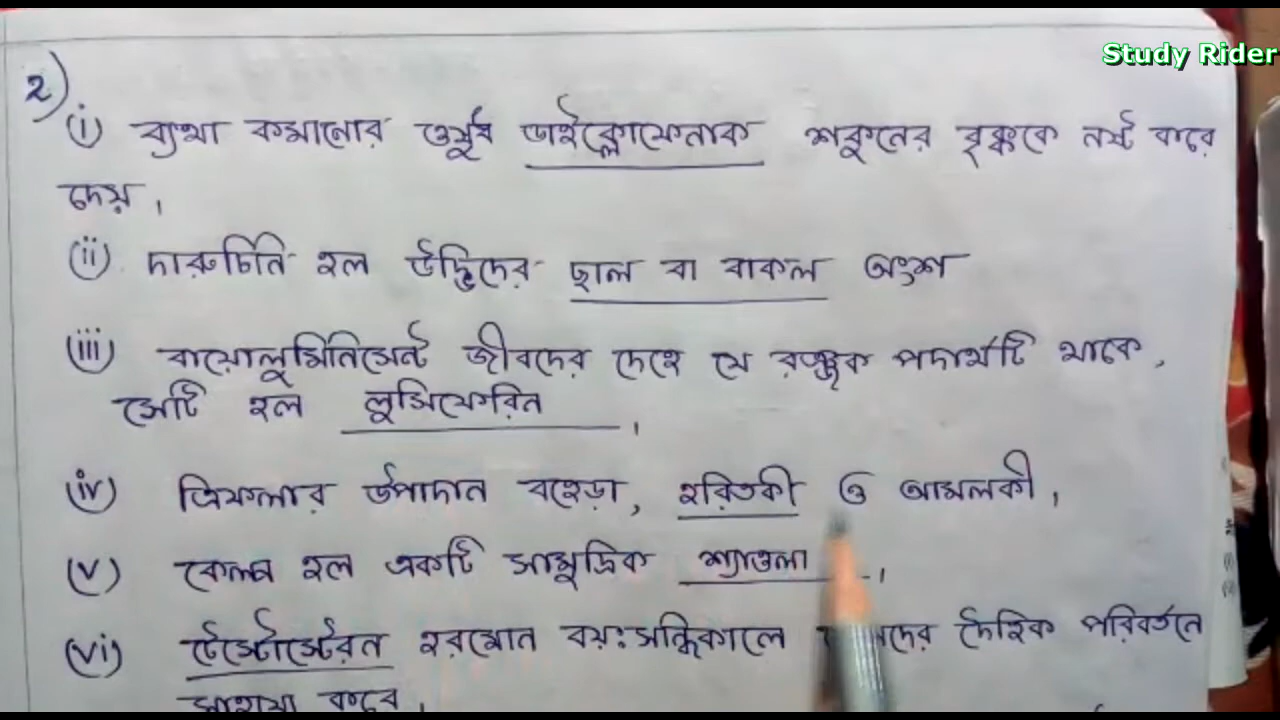 Study Rider
২)
(i) ব্যথা কমানোর ওষুধ ডাইক্লোফেনাক শকুনের বৃক্ককে নষ্ট করে
দেয়।
(ii) দারুচিনি হল উদ্ভিদের ছাল বা বাকল অংশ
(iii) বায়োলুমিনিসেন্ট জীবদের দেহে যে রঞ্জক পদার্থটি থাকে,
সেটি হল লুসিফেরিন।
(iv) ত্রিফলার উপাদান বহেড়া, হরিতকী ও আমলকী।
(v) কেল্প হল একটি সামুদ্রিক শ্যাওলা।
(vi) টেস্টোস্টেরন হরমোন বয়ঃসন্ধিকালে দৈহিক পরিবর্তনে
সাহায্য করে।